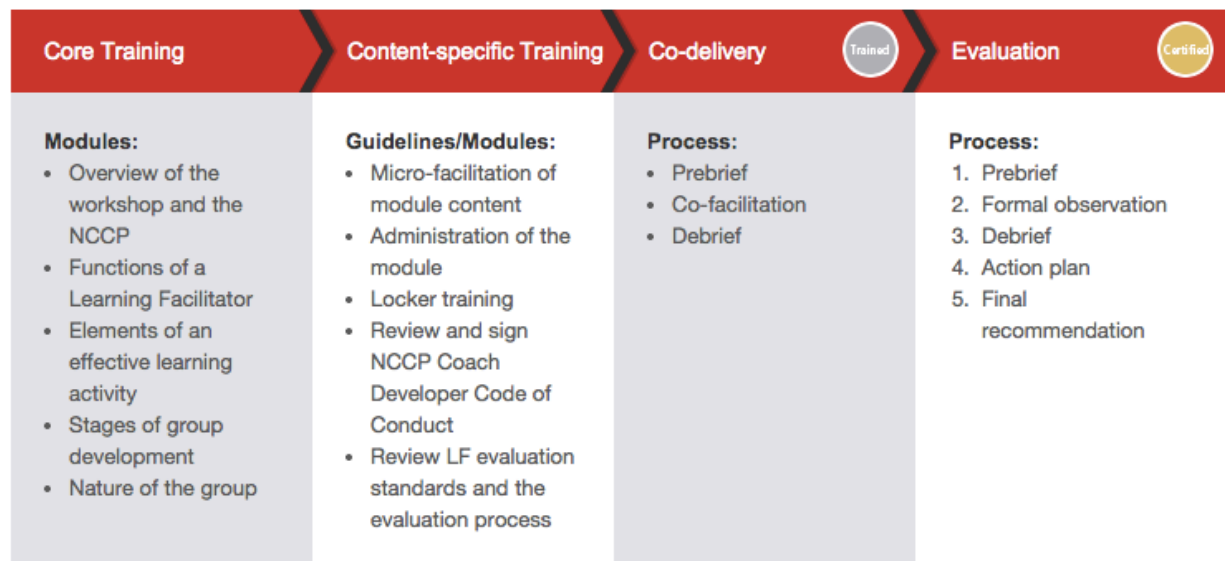 Core Training
Content-specific Training
Co-delivery
Trained
Evaluation
Certified
Modules:
• Overview of the
workshop and the
NCCP
• Functions of a
Learning Facilitator
• Elements of an
effective learning
activity
• Stages of group
development
• Nature of the group
Guidelines/Modules:
• Micro-facilitation of
module content
• Administration of the
module
• Locker training
• Review and sign
NCCP Coach
Developer Code of
Conduct
• Review LF evaluation
standards and the
evaluation process
Process:
• Prebrief
• Co-facilitation
• Debrief
Process:
1. Prebrief
2. Formal observation
3. Debrief
4. Action plan
5. Final
recommendation